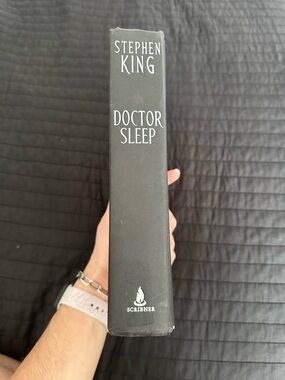 STEPHEN
KING
DOCTOR
SLEEP
SCRIBNER